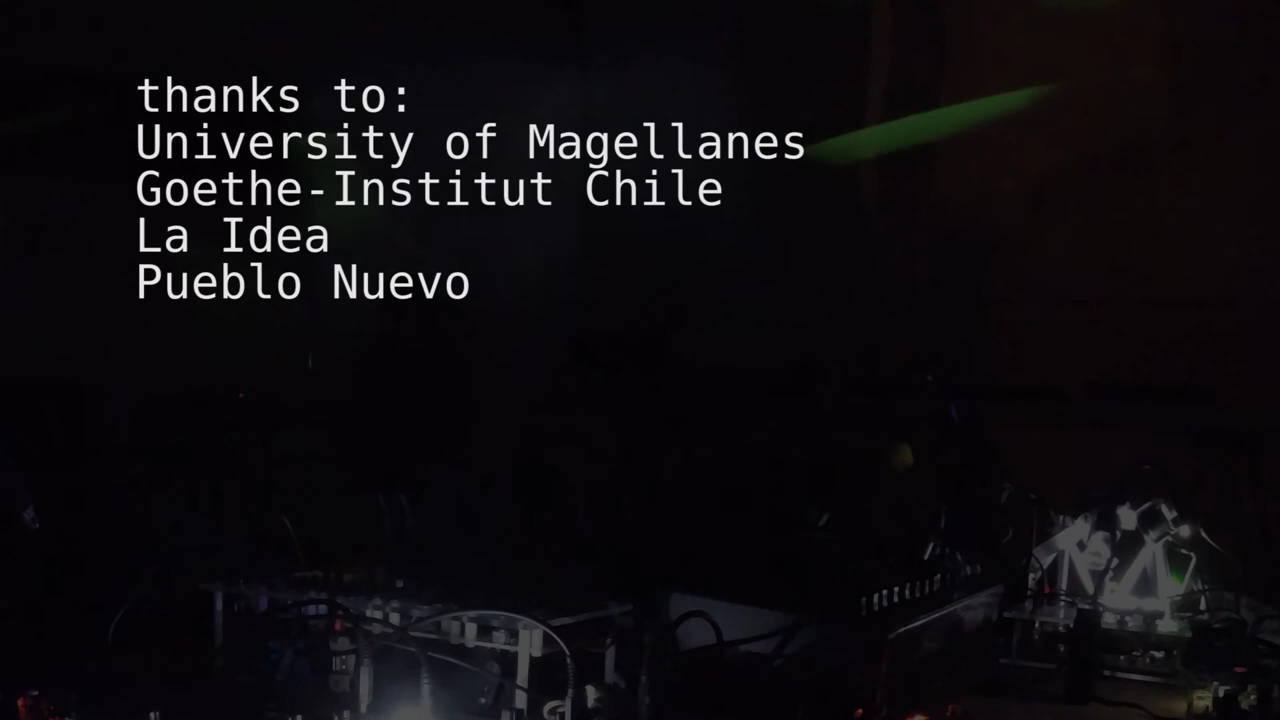 thanks to:
University of Magellanes
Goethe-Institut Chile
La Idea
Pueblo Nuevo